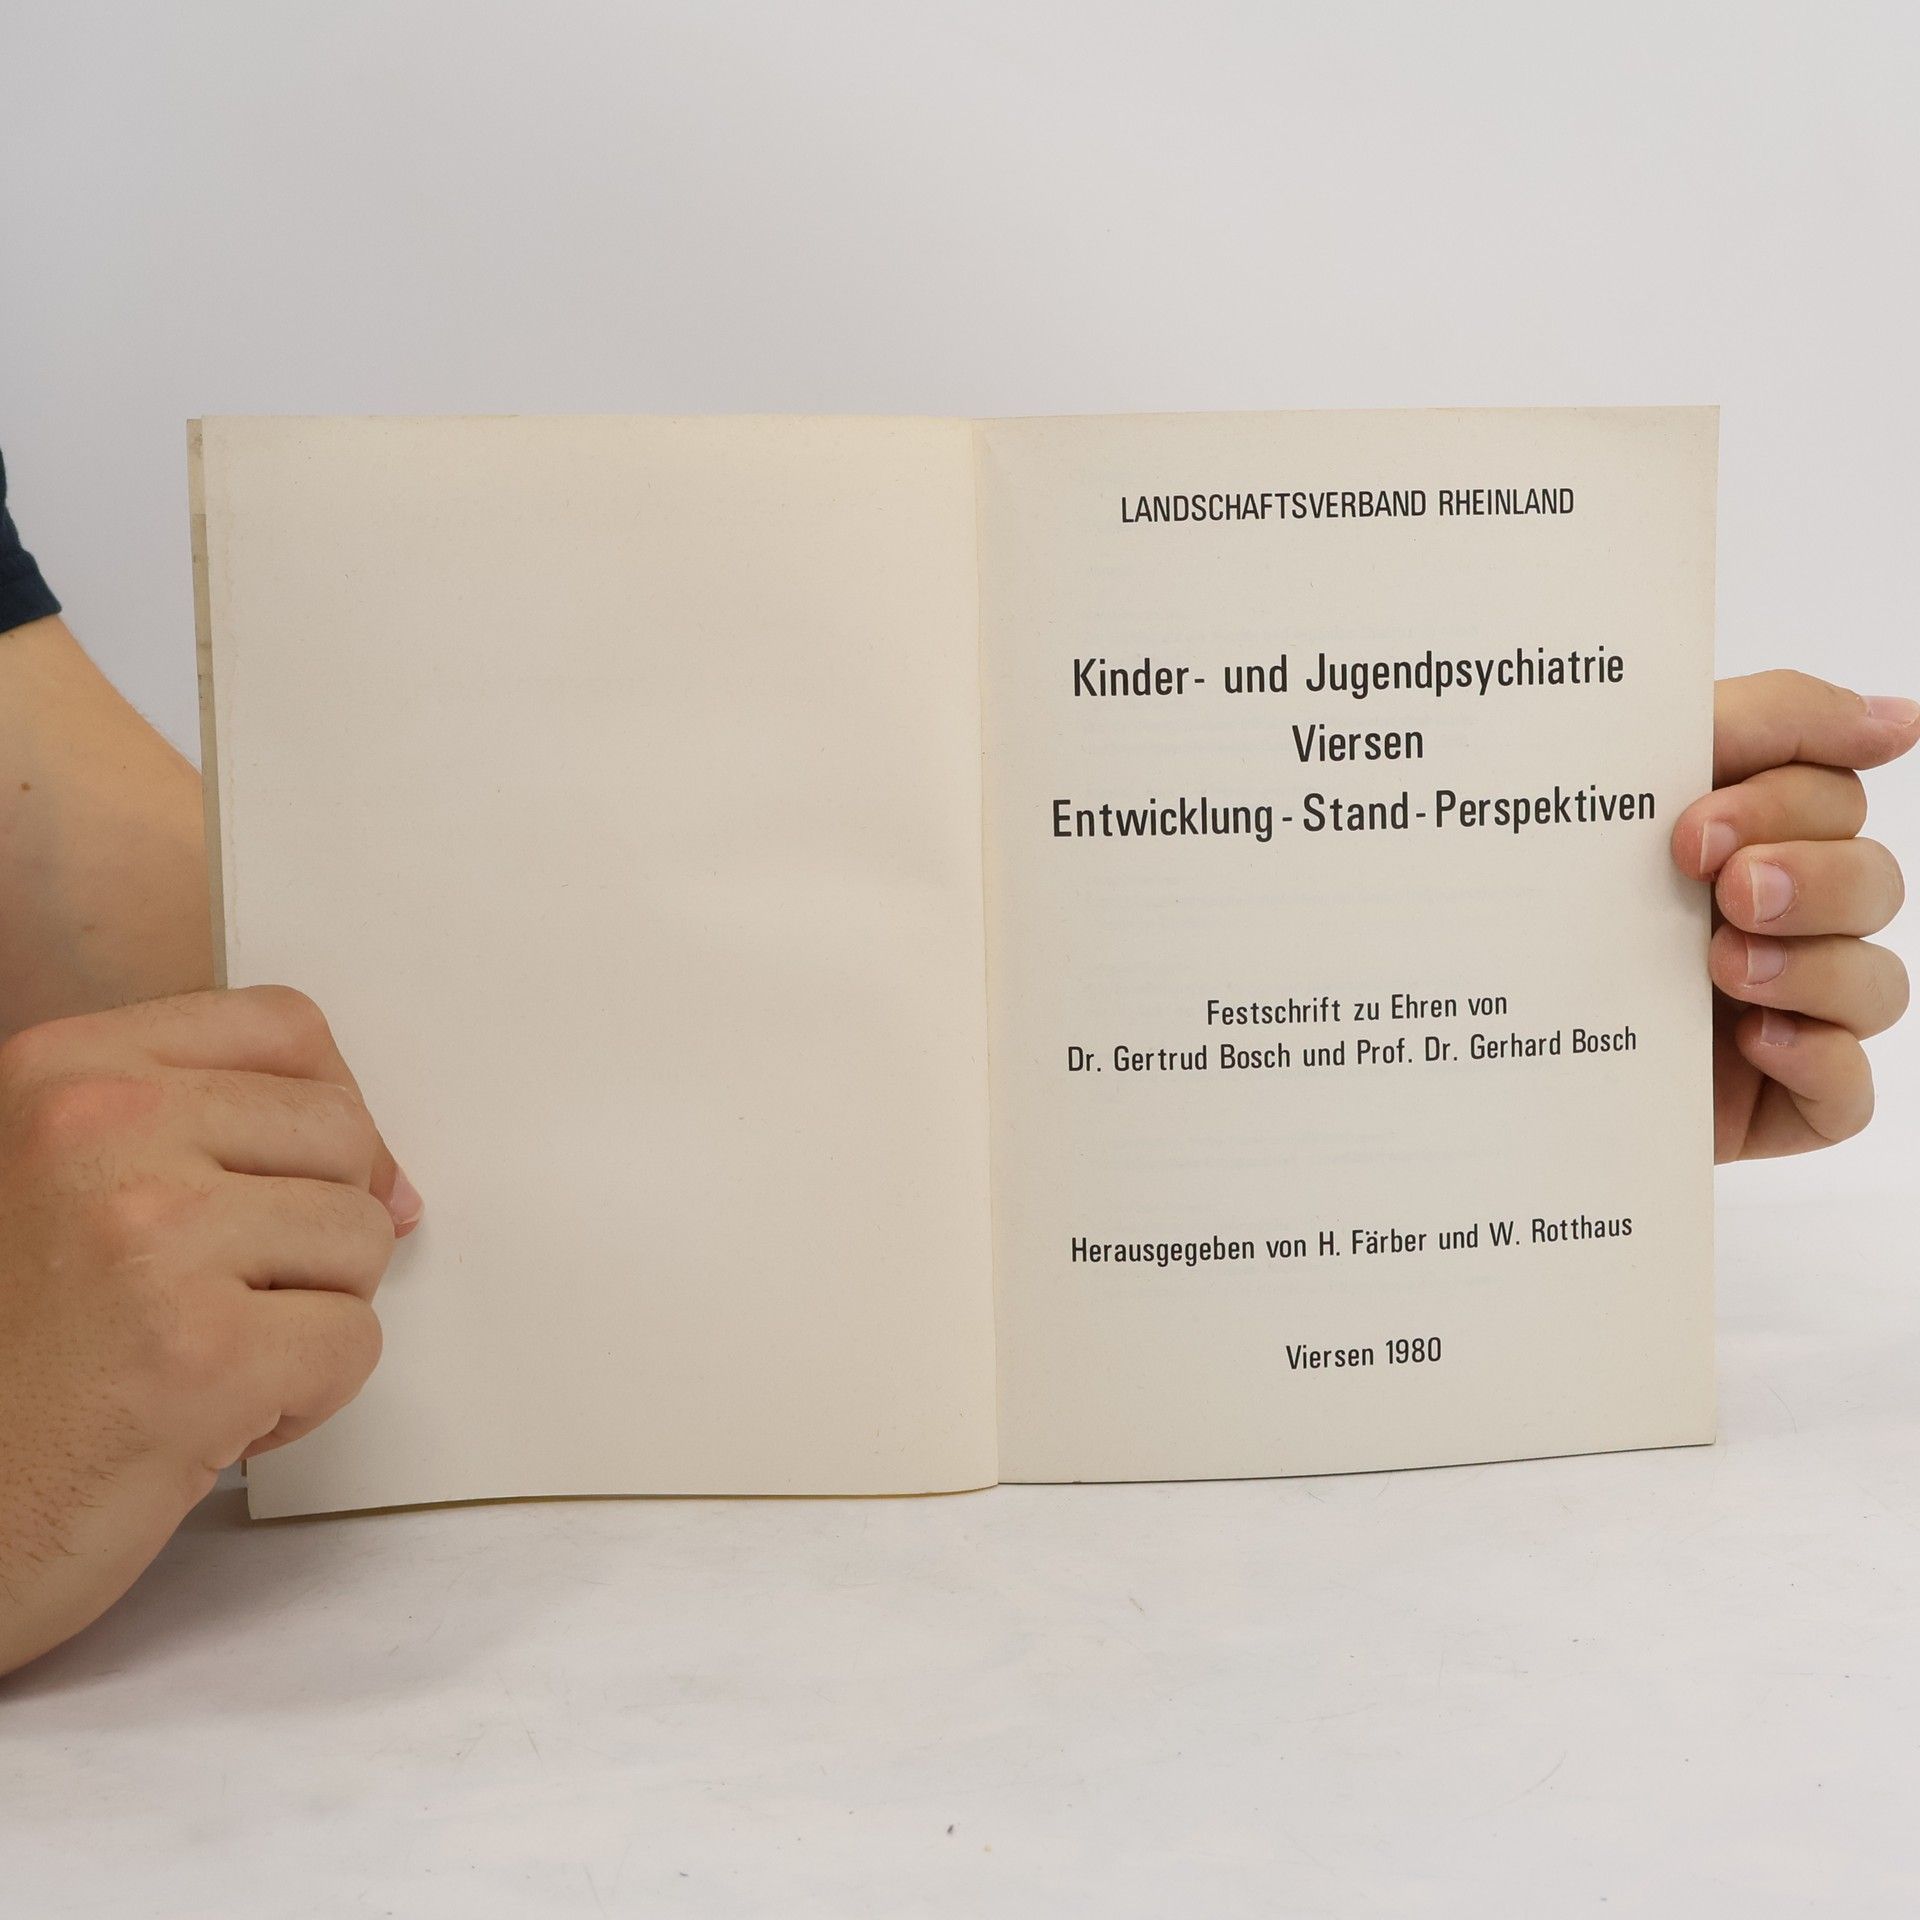 LANDSCHAFTSVERBAND RHEINLAND
Kinder- und Jugendpsychiatrie
Viersen
Entwicklung - Stand - Perspektiven
Festschrift zu Ehren von
Dr. Gertrud Bosch und Prof. Dr. Gerhard Bosch
Herausgegeben von H. Färber und W. Rotthaus
Viersen 1980